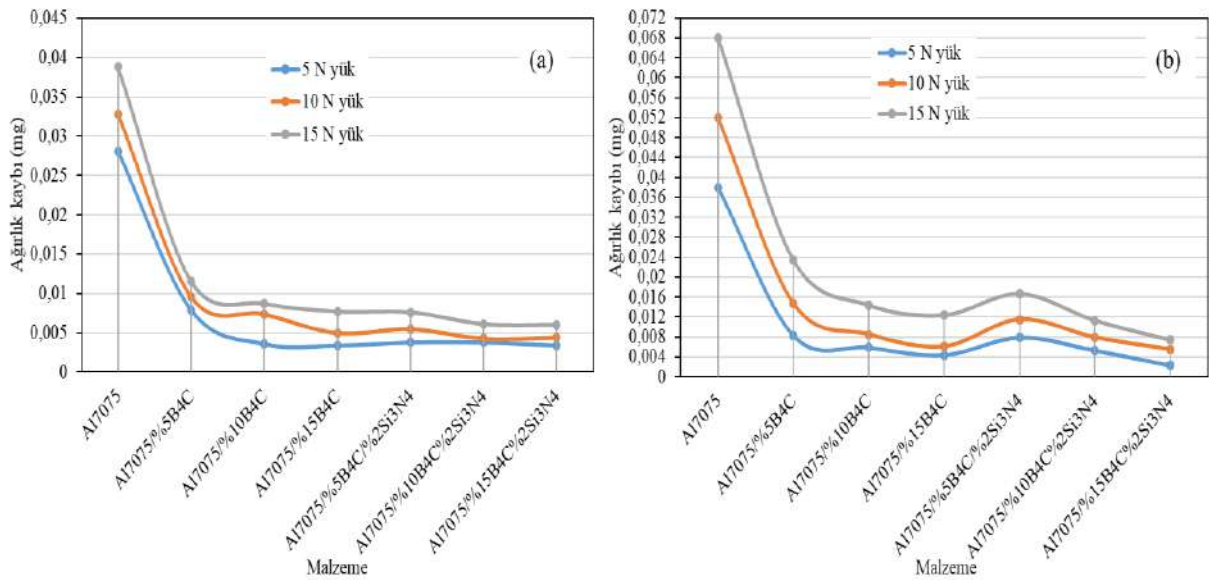 (a)
5 N yük
10 N yük
15 N yük
0,045
0,04
0,035
0,03
0,025
0,02
0,015
0,01
0,005
0
Ağırlık kaybı (mg)
Al7075
Al7075/%5B4C
Al7075/%10B4C
Al7075/%15B4C
Al7075/%5B4C/%2Si3N4
Al7075/%10B4C%2Si3N4
Al7075/%15B4C%2Si3N4
Malzeme
(b)
5 N yük
10 N yük
15 N yük
0,072
0,068
0,064
0,06
0,056
0,052
0,048
0,044
0,04
0,036
0,032
0,028
0,024
0,02
0,016
0,012
0,008
0,004
0
Ağırlık kaybı (mg)
Al7075
Al7075/%5B4C
Al7075/%10B4C
Al7075/%15B4C
Al7075/%5B4C/%2Si3N4
Al7075/%10B4C%2Si3N4
Al7075/%15B4C%2Si3N4
Malzeme